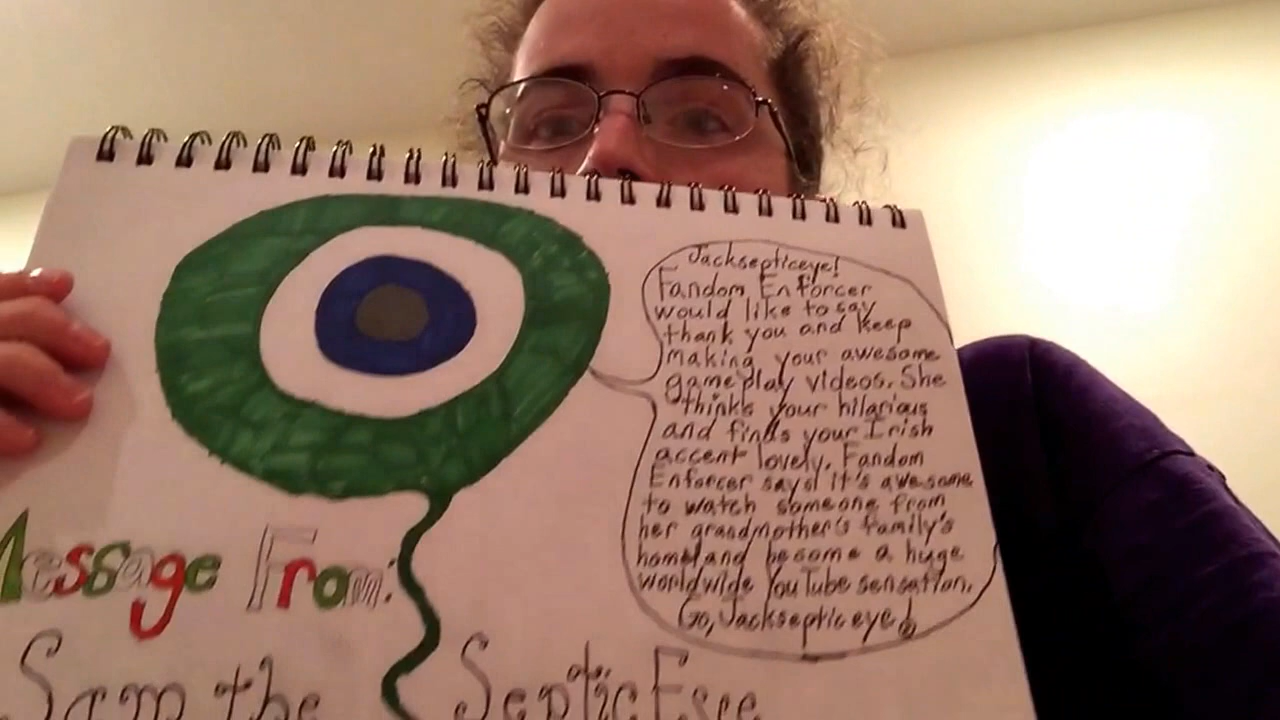 Jacksepticeye!
Fandom Enforcer
would like to say
thank you and keep
making your awesome
gameplay videos. She
thinks your hilarious
and finds your Irish
accent lovely. Fandom
Enforcer says it's awesome
to watch someone from
her grandmother's family's
homeland become a huge
worldwide YouTube sensation.
Go, Jacksepticeye!
Message From:
Sam the Septic Eye